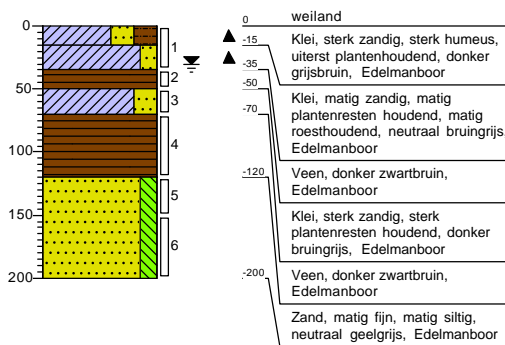 0
50
100
150
200
1
2
3
4
5
6
0 weiland
-15
Klei, sterk zandig, sterk humeus,
uiterst plantenhoudend, donker
grijsbruin, Edelmanboor
-35
Klei, matig zandig, matig
plantenresten houdend, matig
roesthoudend, neutraal bruingrijs,
Edelmanboor
-50
Veen, donker zwartbruin,
Edelmanboor
-70
Klei, sterk zandig, sterk
plantenresten houdend, donker
bruingrijs, Edelmanboor
-120
Veen, donker zwartbruin,
Edelmanboor
-200
Zand, matig fijn, matig siltig,
neutraal geelgrijs, Edelmanboor